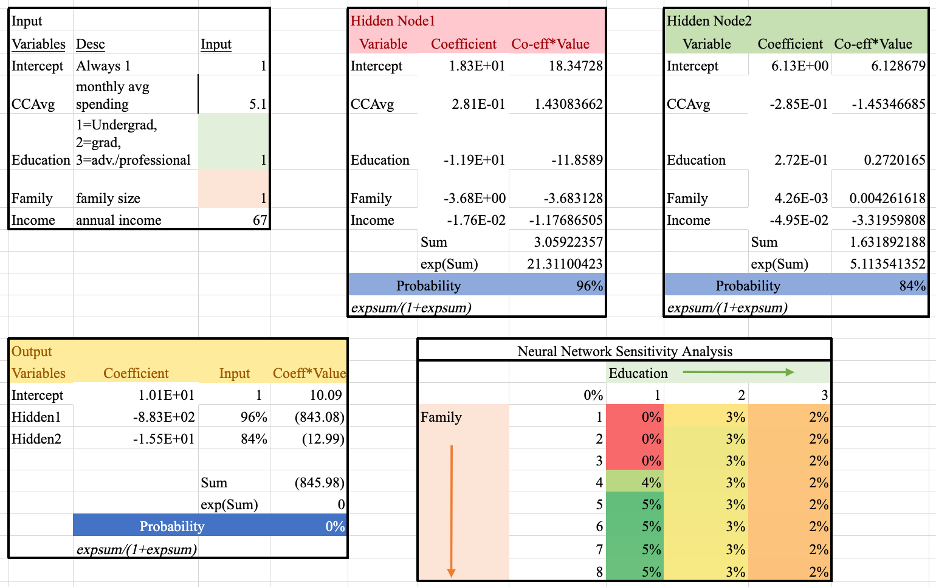 Input
Variables Desc Input
Intercept Always 1 1
CCAvg monthly avg spending 5.1
Education 1=Undergrad, 2=grad, 3=adv./professional 1
Family family size 1
Income annual income 67
Hidden Node1
Variable Coefficient Co-eff*Value
Intercept 1.83E+01 18.34728
CCAvg 2.81E-01 1.43083662
Education -1.19E+01 -11.8589
Family -3.68E+00 -3.683128
Income -1.76E-02 -1.17686505
Sum 3.05922357
exp(Sum) 21.31100423
Probability 96%
expsum/(1+expsum)
Hidden Node2
Variable Coefficient Co-eff*Value
Intercept 6.13E+00 6.128679
CCAvg -2.85E-01 -1.45346685
Education 2.72E-01 0.2720165
Family 4.26E-03 0.004261618
Income -4.95E-02 -3.31959808
Sum 1.631892188
exp(Sum) 5.113541352
Probability 84%
expsum/(1+expsum)
Output
Variables Coefficient Input Coeff*Value
Intercept 1.01E+01 1 10.09
Hidden1 -8.83E+02 96% (843.08)
Hidden2 -1.55E+01 84% (12.99)
Sum (845.98)
exp(Sum) 0
Probability 0%
expsum/(1+expsum)
Neural Network Sensitivity Analysis
Education
0% 1 2 3
Family 1 0% 3% 2%
2 0% 3% 2%
3 0% 3% 2%
4 4% 3% 2%
5 5% 3% 2%
6 5% 3% 2%
7 5% 3% 2%
8 5% 3% 2%